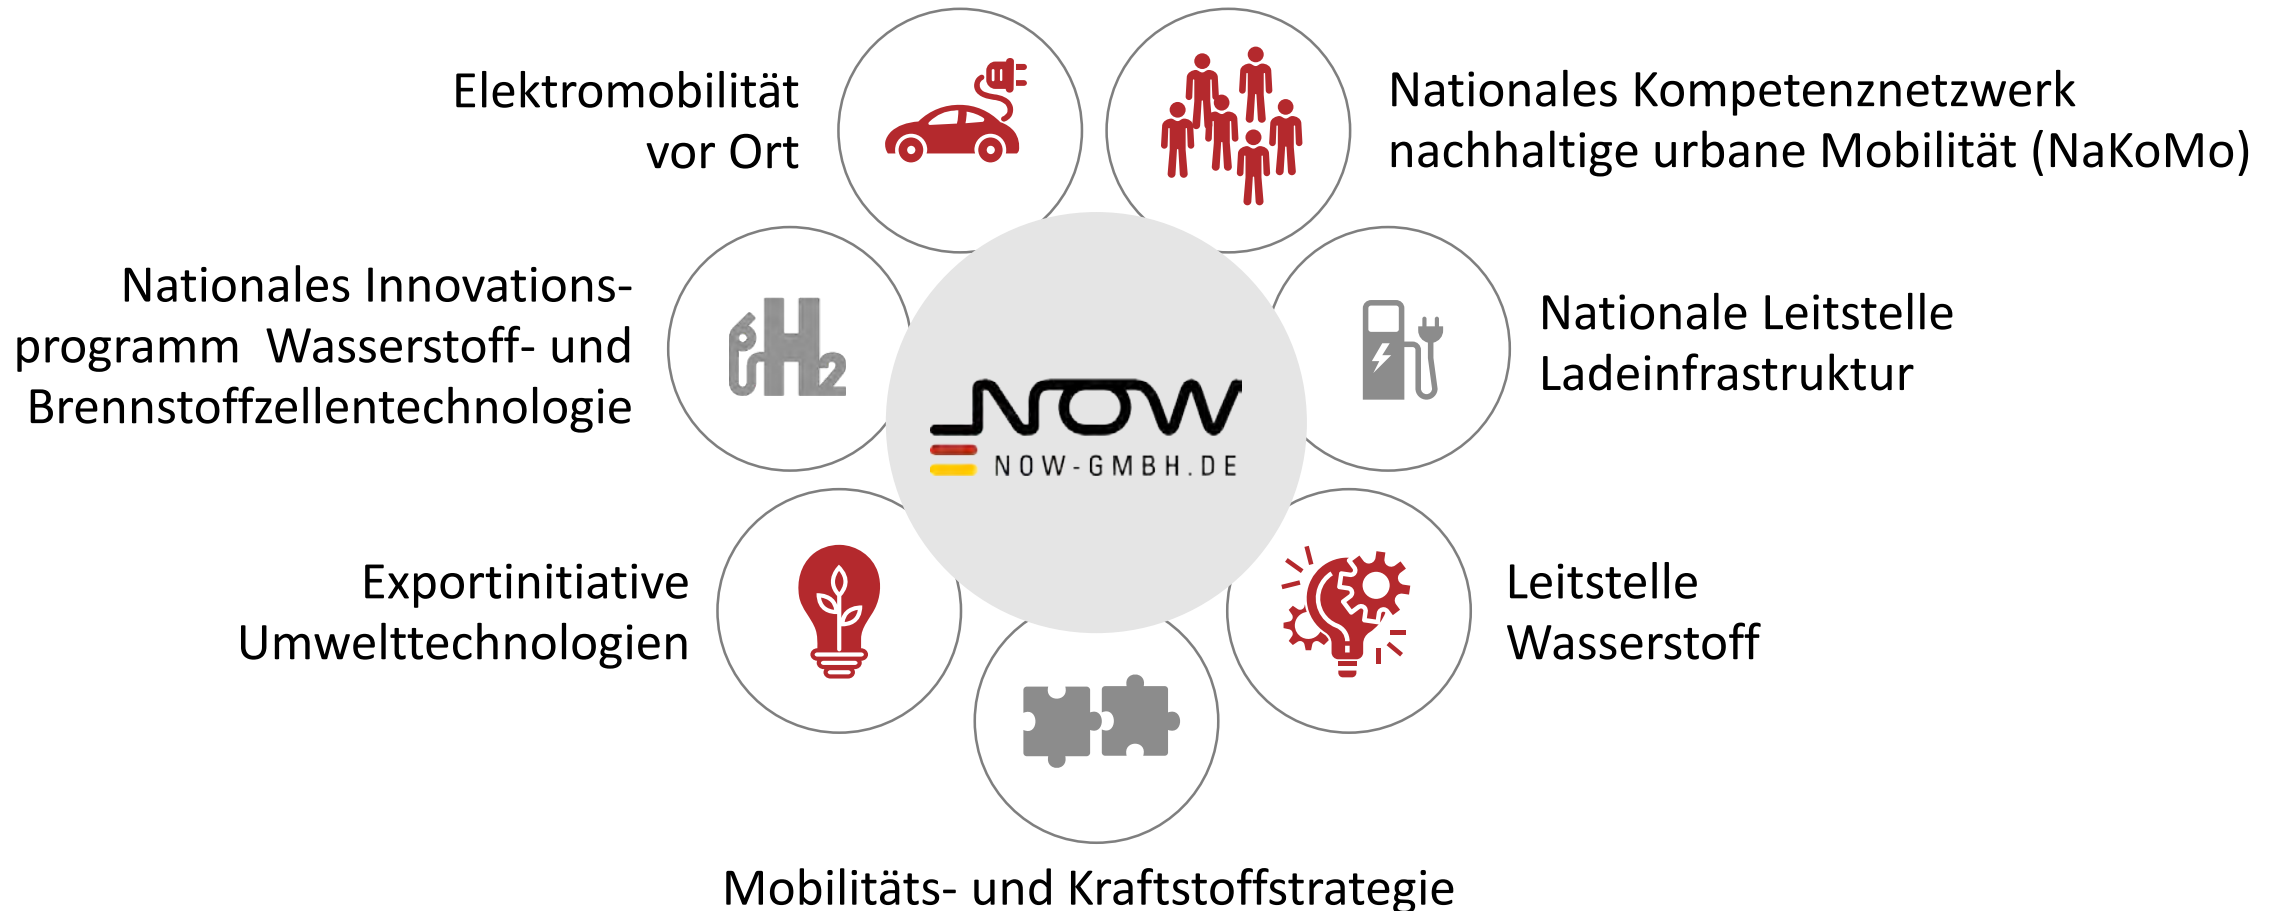 Elektromobilität
vor Ort
Nationales Kompetenznetzwerk
nachhaltige urbane Mobilität (NaKoMo)
Nationales Innovations-
programm  Wasserstoff- und
Brennstoffzellentechnologie
H2
Nationale Leitstelle
Ladeinfrastruktur
NOW
NOW-GMBH.DE
Exportinitiative
Umwelttechnologien
Leitstelle
Wasserstoff
Mobilitäts- und Kraftstoffstrategie